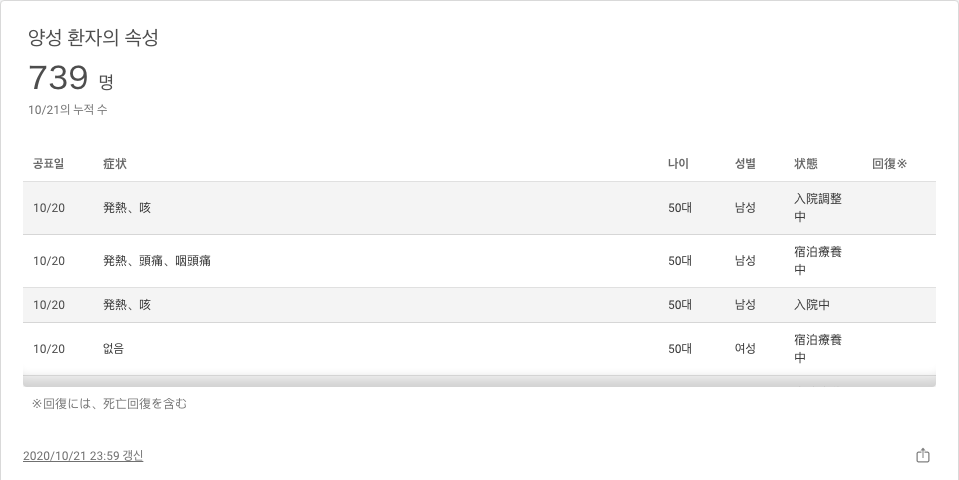 양성 환자의 속성
739 명
10/21의 누적 수
공표일 症状 나이 성별 状態 回復※
10/20 発熱、咳 50대 남성 入院調整
中
10/20 発熱、頭痛、咽頭痛 50대 남성 宿泊療養
中
10/20 発熱、咳 50대 남성 入院中
10/20 없음 50대 여성 宿泊療養
中
※回復には、死亡回復を含む
2020/10/21 23:59 갱신